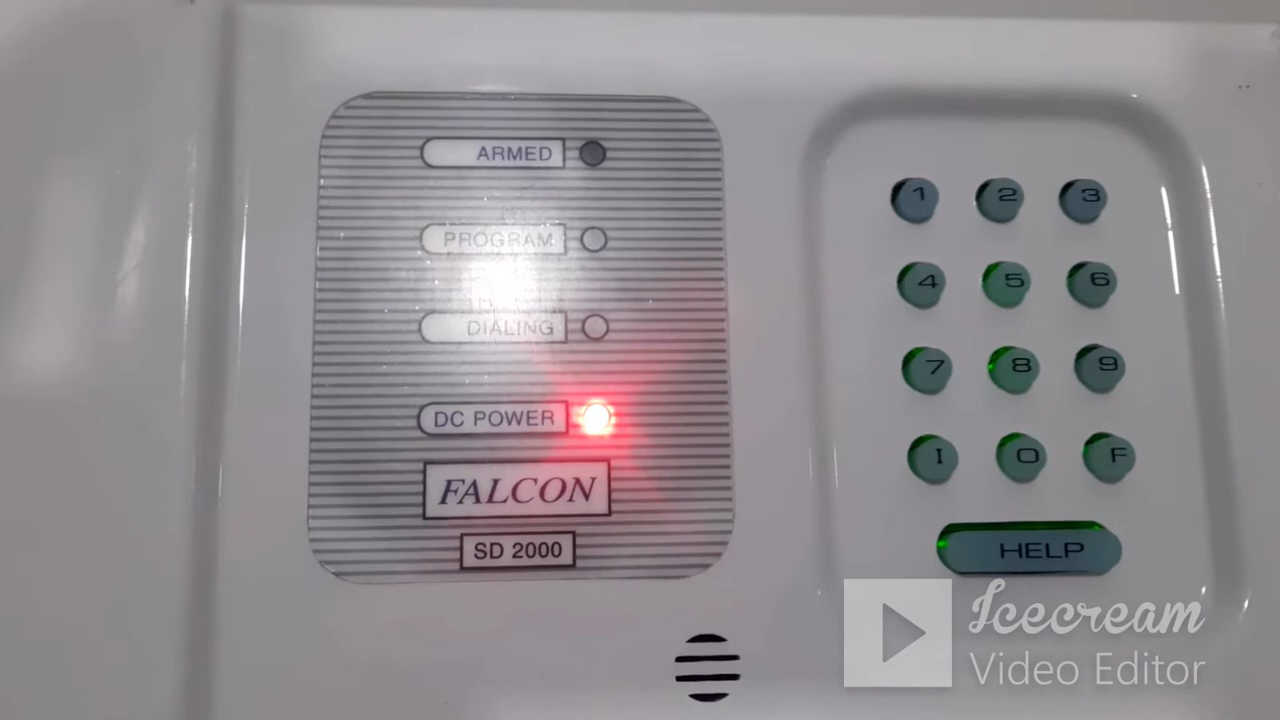 ARMED
PROGRAM
DIALING
DC POWER
FALCON
SD 2000
1 2 3
4 5 6
7 8 9
I O F
HELP
Icecream
Video Editor